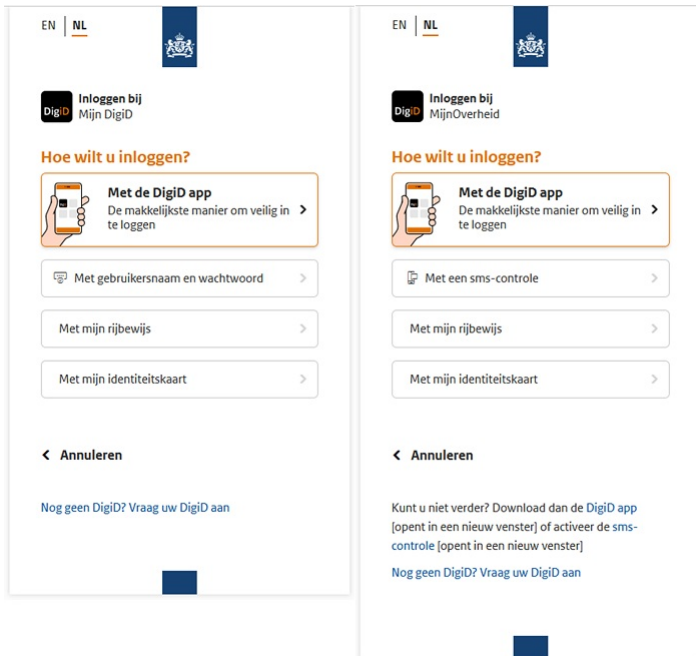 EN | NL
DigiD
Inloggen bij
Mijn DigiD
Hoe wilt u inloggen?
Met de DigiD app
De makkelijkste manier om veilig in
te loggen
Met gebruikersnaam en wachtwoord
Met mijn rijbewijs
Met mijn identiteitskaart
Annuleren
Nog geen DigiD? Vraag uw DigiD aan
EN | NL
DigiD
Inloggen bij
MijnOverheid
Hoe wilt u inloggen?
Met de DigiD app
De makkelijkste manier om veilig in
te loggen
Met een sms-controle
Met mijn rijbewijs
Met mijn identiteitskaart
Annuleren
Kunt u niet verder? Download dan de DigiD app
[opent in een nieuw venster] of activeer de sms-
controle [opent in een nieuw venster]
Nog geen DigiD? Vraag uw DigiD aan